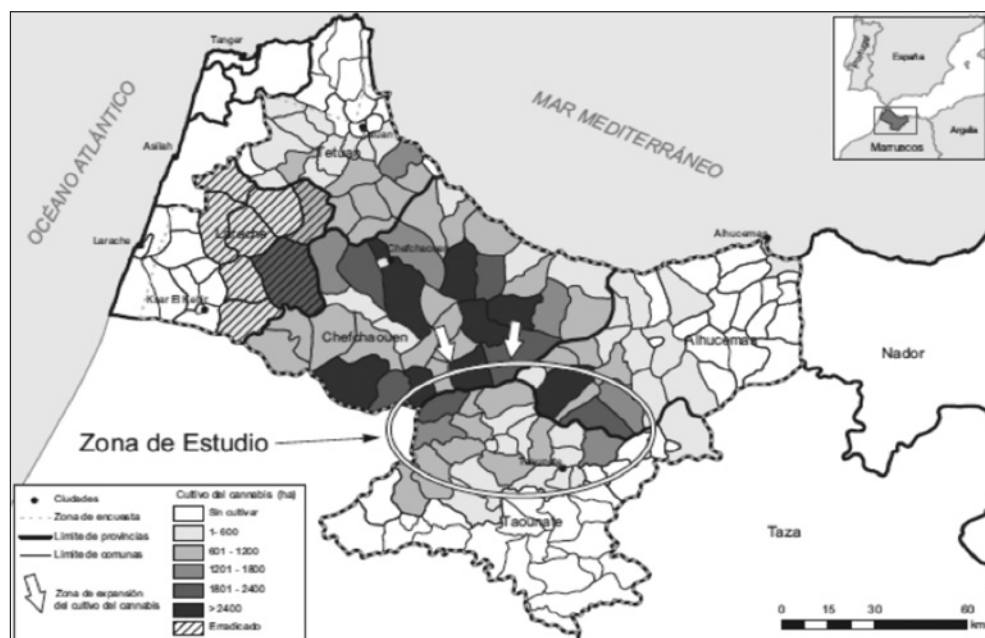 Tánger
OCÉANO ATLÁNTICO
MAR MEDITERRÁNEO
Portugal
España
Marruecos
Argelia
Asilah
Tetuan
Larache
Larache
Ksar El Kebir
Chefchaouen
Chefchaouen
Alhucemas
Alhucemas
Nador
Zona de Estudio
Taounate
Taounate
Taza
Ciudades
Zona de encuesta
Límite de provincias
Límite de comunas
Zona de expansión
del cultivo del cannabis
Cultivo del cannabis (ha)
Sin cultivar
1- 600
601 - 1200
1201 - 1800
1801 - 2400
> 2400
Erradicado
0 15 30 60
km